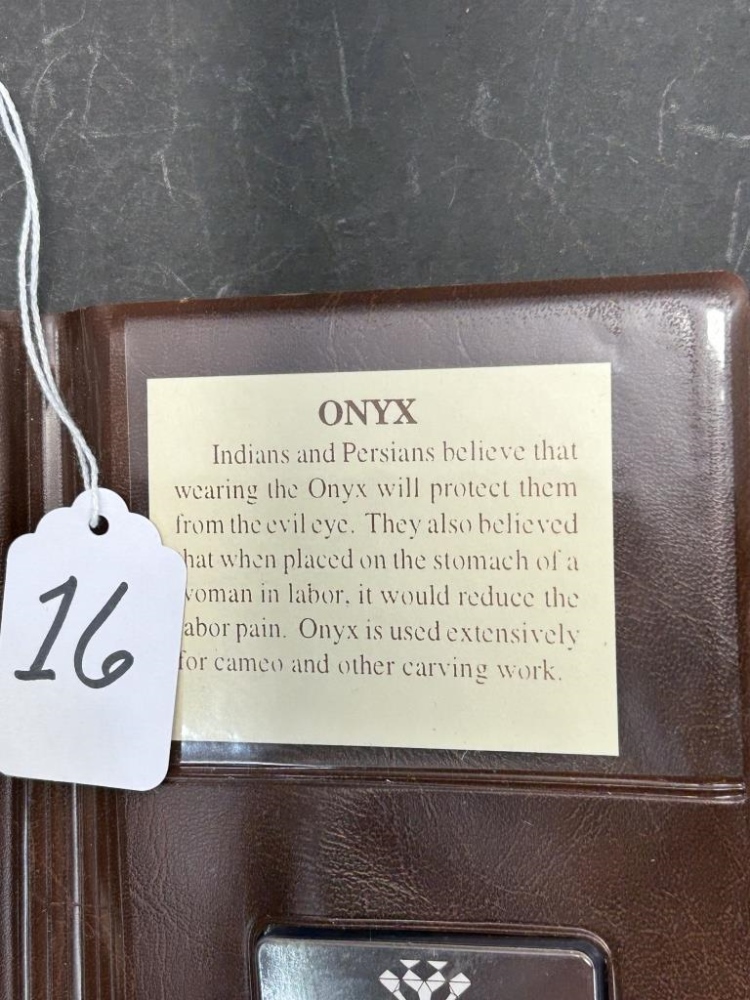 ONYX
Indians and Persians believe that
wearing the Onyx will protect them
from the evil eye. They also believed
hat when placed on the stomach of a
woman in labor, it would reduce the
abor pain. Onyx is used extensively
for cameo and other carving work.
16